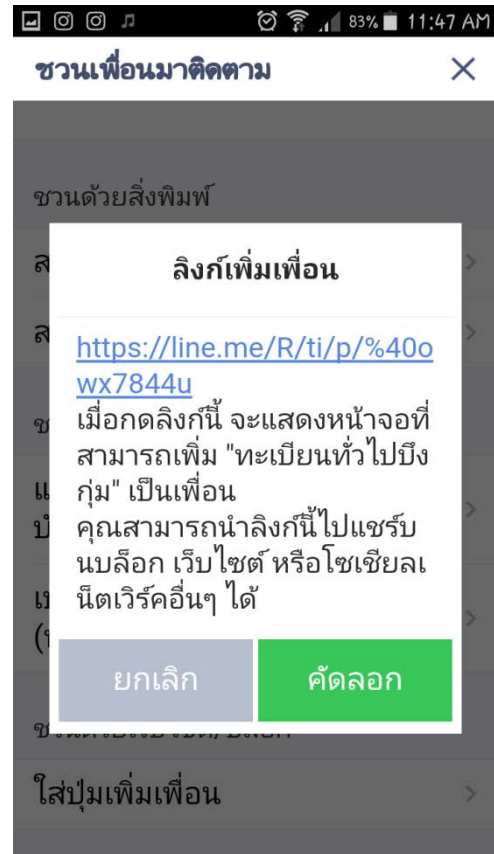 83% 11:47 AM
ชวนเพื่อนมาติดตาม
ชวนด้วยสิ่งพิมพ์
ลิงก์เพิ่มเพื่อน
https://line.me/R/ti/p/%40o
wx7844u
เมื่อกดลิงก์นี้ จะแสดงหน้าจอที่
สามารถเพิ่ม "ทะเบียนทั่วไปบึง
กุ่ม" เป็นเพื่อน
คุณสามารถนำลิงก์นี้ไปแชร์บ
นบล็อก เว็บไซต์ หรือโซเชียลเ
น็ตเวิร์คอื่นๆ ได้
ยกเลิก คัดลอก
ใส่ปุ่มเพิ่มเพื่อน